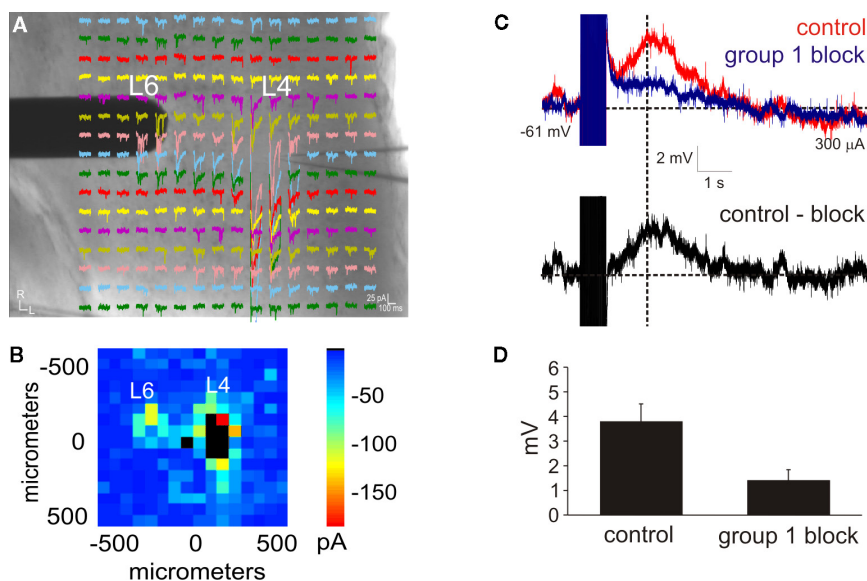 A
L6
L4
R
L
25 pA
100 ms
B
-500
0
500
micrometers
L6
L4
-500
0
500
micrometers
-50
-100
-150
pA
C
control
group 1 block
-61 mV
300 µA
2 mV
1 s
control - block
D
6
5
4
3
2
1
0
mV
control
group 1 block